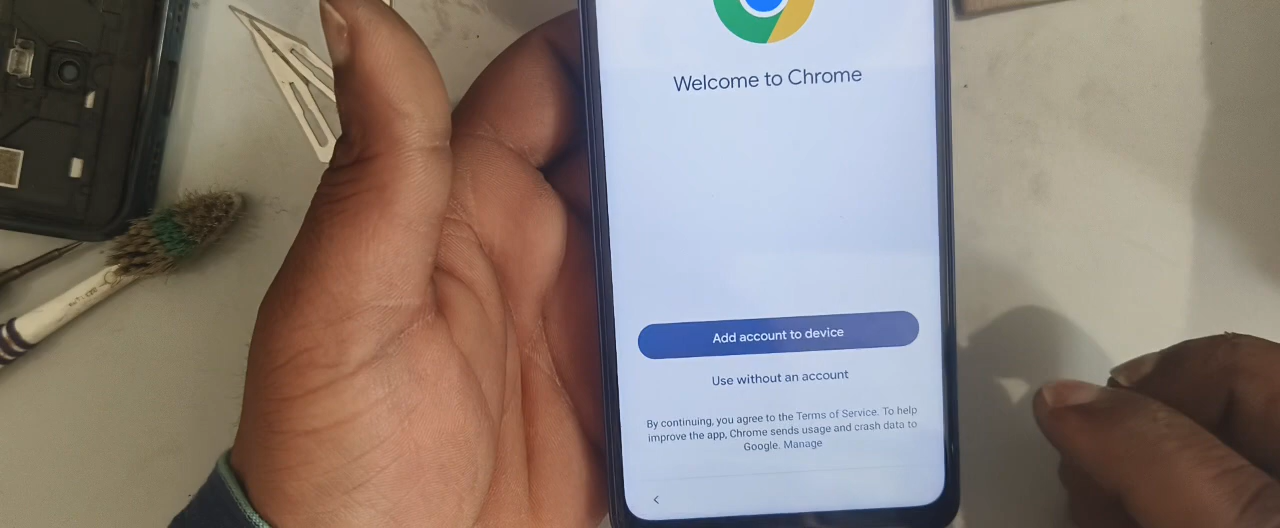 Welcome to Chrome
Add account to device
Use without an account
By continuing, you agree to the Terms of Service. To help
improve the app, Chrome sends usage and crash data to
Google. Manage